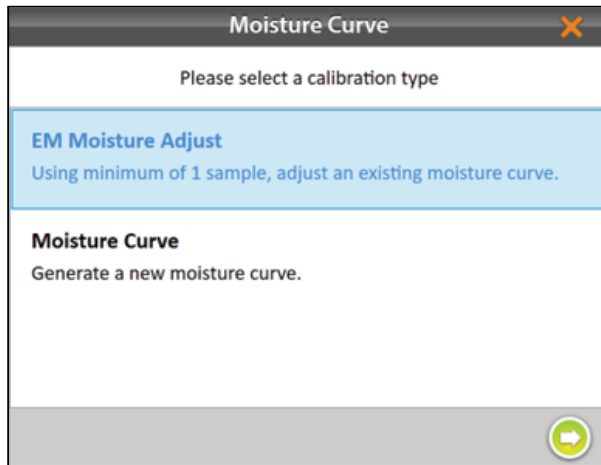 Moisture Curve
Please select a calibration type
EM Moisture Adjust
Using minimum of 1 sample, adjust an existing moisture curve.
Moisture Curve
Generate a new moisture curve.